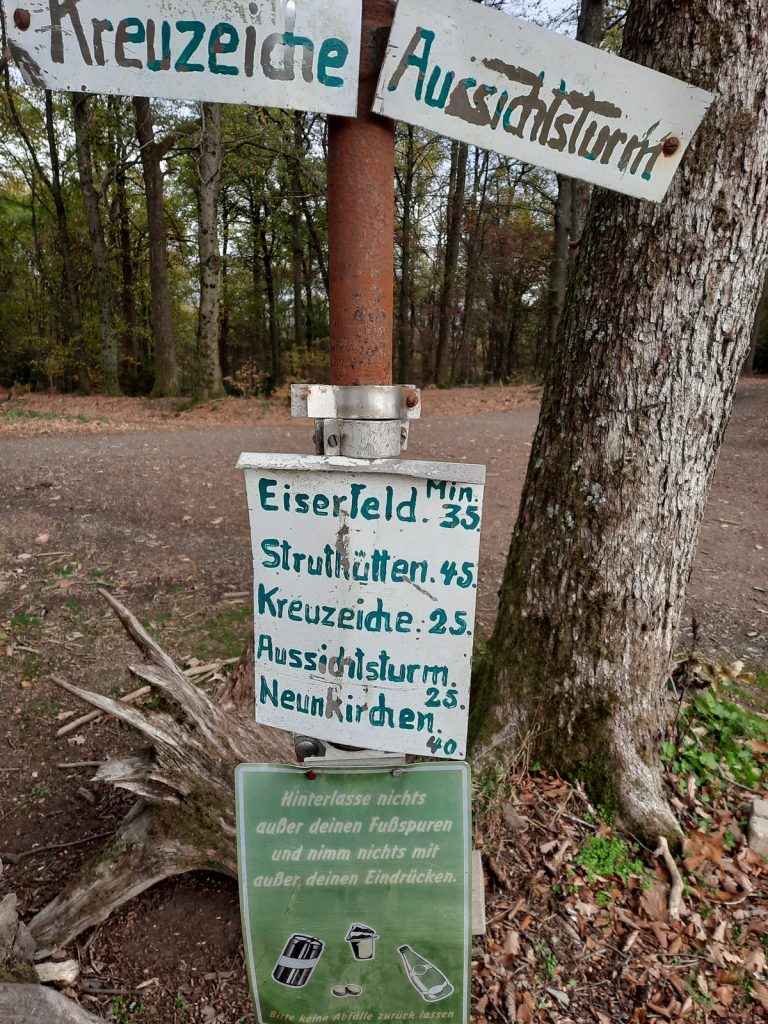 Kreuzeiche
Aussichtsturm
Min.
Eiserfeld. 35.
Struthütten. 45.
Kreuzeiche. 25.
Aussichtsturm.
25.
Neunkirchen.
40.
Hinterlasse nichts
außer deinen Fußspuren
und nimm nichts mit
außer deinen Eindrücken.
Bitte keine Abfälle zurück lassen